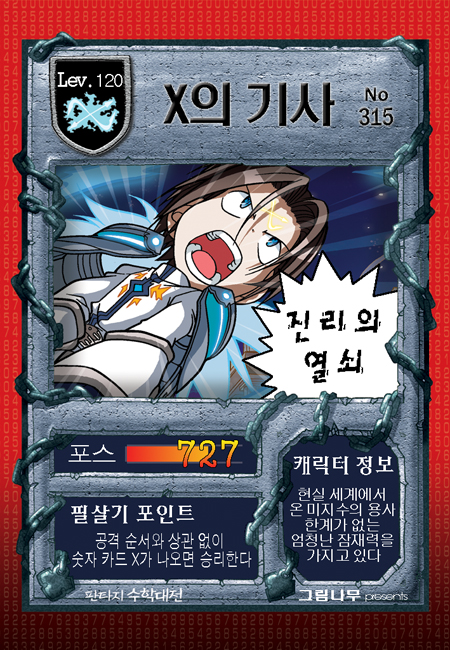 Lev. 120
X의 기사
No
315
진리의
열쇠
포스 727
필살기 포인트
공격 순서와 상관 없이
숫자 카드 X가 나오면 승리한다
캐릭터 정보
현실 세계에서
온 미지수의 용사
한계가 없는
엄청난 잠재력을
가지고 있다
판타지 수학대전
그림나무 presents